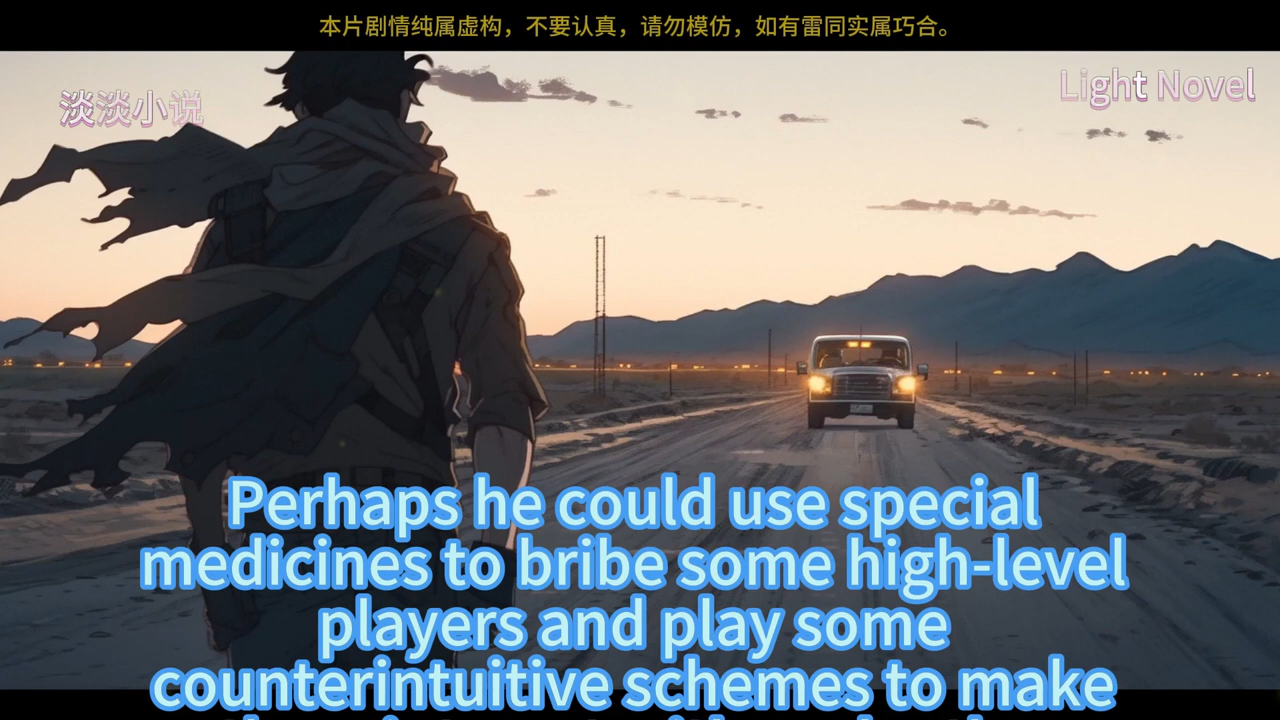 本片剧情纯属虚构，不要认真，请勿模仿，如有雷同实属巧合。
淡淡小说
Light Novel
Perhaps he could use special
medicines to bribe some high-level
players and play some
counterintuitive schemes to make